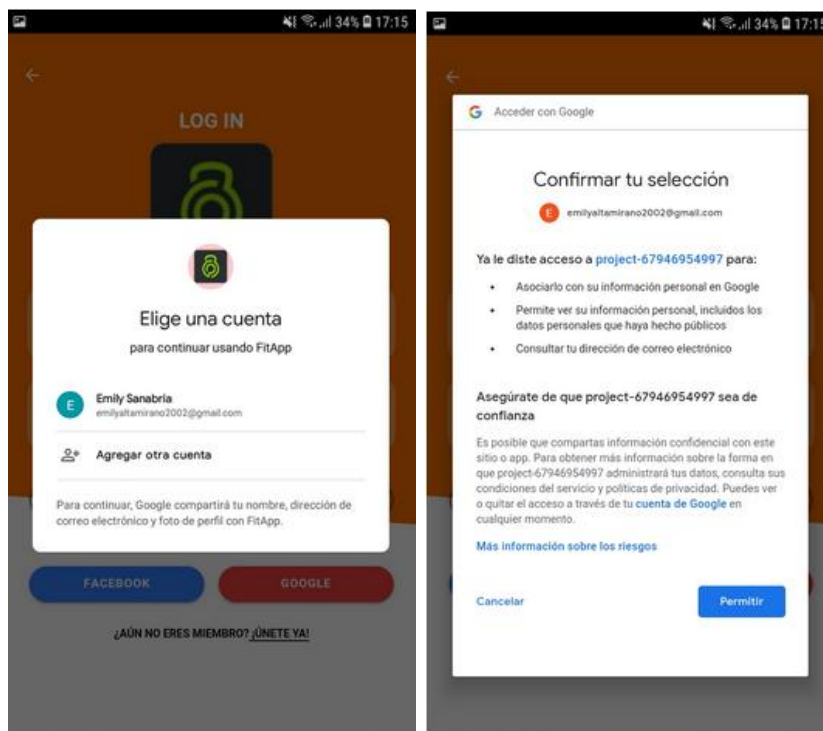 34% 17:15
LOG IN
Elige una cuenta
para continuar usando FitApp
E
Emily Sanabria
emilyaltamirano2002@gmail.com
Agregar otra cuenta
Para continuar, Google compartirá tu nombre, dirección de
correo electrónico y foto de perfil con FitApp.
FACEBOOK
GOOGLE
¿AÚN NO ERES MIEMBRO? ¡ÚNETE YA!
34% 17:15
G Acceder con Google
Confirmar tu selección
E emilyaltamirano2002@gmail.com
Ya le diste acceso a project-67946954997 para:
• Asociarlo con su información personal en Google
• Permite ver su información personal, incluidos los
datos personales que haya hecho públicos
• Consultar tu dirección de correo electrónico
Asegúrate de que project-67946954997 sea de
confianza
Es posible que compartas información confidencial con este
sitio o app. Para obtener más información sobre la forma en
que project-67946954997 administrará tus datos, consulta sus
condiciones del servicio y políticas de privacidad. Puedes ver
o quitar el acceso a través de tu cuenta de Google en
cualquier momento.
Más información sobre los riesgos
Cancelar
Permitir